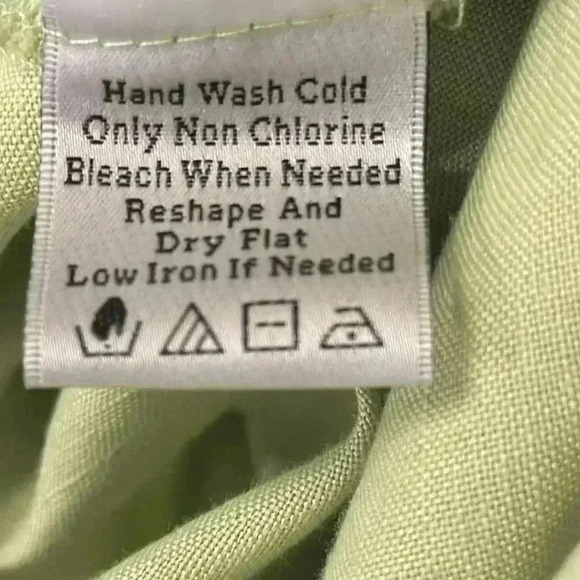 Hand Wash Cold
Only Non Chlorine
Bleach When Needed
Reshape And
Dry Flat
Low Iron If Needed